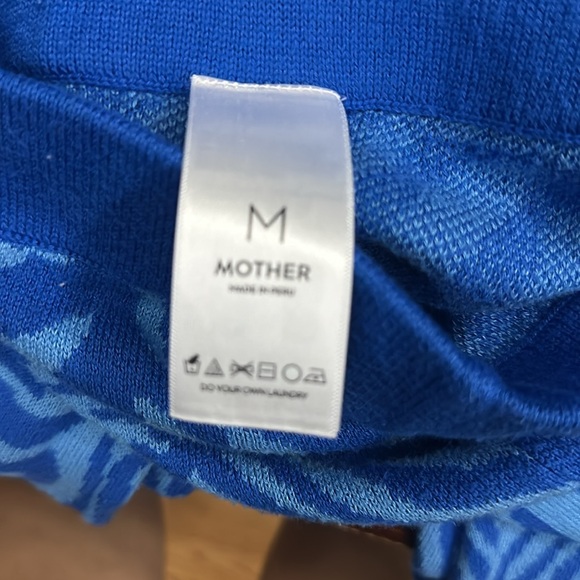 M
MOTHER
MADE IN PERU
DO YOUR OWN LAUNDRY